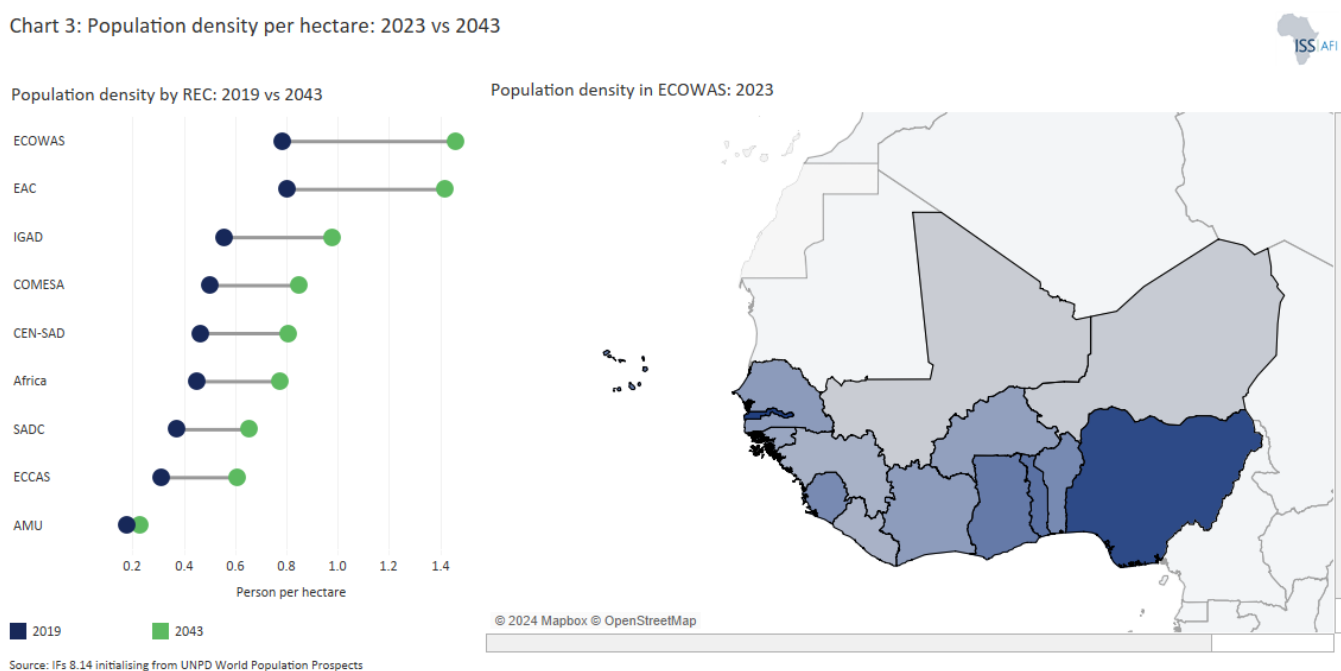 Chart 3: Population density per hectare: 2023 vs 2043
ISS|AFI
Population density by REC: 2019 vs 2043
Population density in ECOWAS: 2023
ECOWAS
EAC
IGAD
COMESA
CEN-SAD
Africa
SADC
ECCAS
AMU
0.2 0.4 0.6 0.8 1.0 1.2 1.4
Person per hectare
© 2024 Mapbox © OpenStreetMap
2019 2043
Source: IFs 8.14 initialising from UNPD World Population Prospects